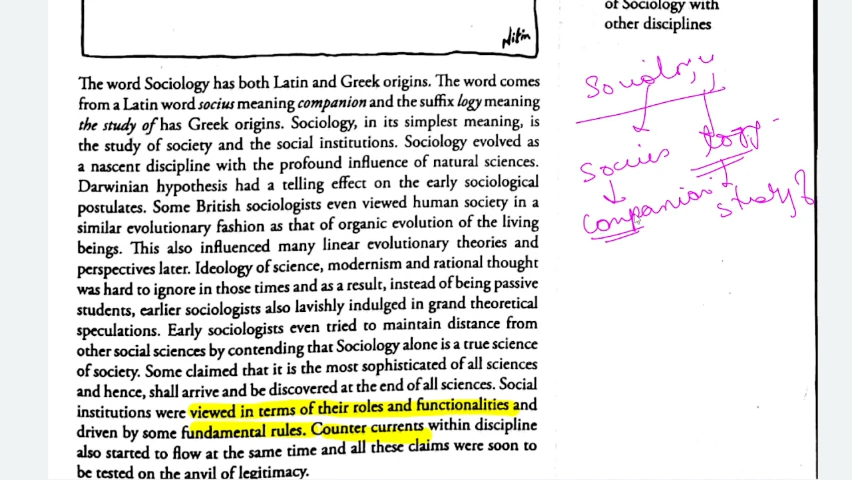 of Sociology with
other disciplines
Nitin
The word Sociology has both Latin and Greek origins. The word comes
from a Latin word socius meaning companion and the suffix logy meaning
the study of has Greek origins. Sociology, in its simplest meaning, is
the study of society and the social institutions. Sociology evolved as
a nascent discipline with the profound influence of natural sciences.
Darwinian hypothesis had a telling effect on the early sociological
postulates. Some British sociologists even viewed human society in a
similar evolutionary fashion as that of organic evolution of the living
beings. This also influenced many linear evolutionary theories and
perspectives later. Ideology of science, modernism and rational thought
was hard to ignore in those times and as a result, instead of being passive
students, earlier sociologists also lavishly indulged in grand theoretical
speculations. Early sociologists even tried to maintain distance from
other social sciences by contending that Sociology alone is a true science
of society. Some claimed that it is the most sophisticated of all sciences
and hence, shall arrive and be discovered at the end of all sciences. Social
institutions were viewed in terms of their roles and functionalities and
driven by some fundamental rules. Counter currents within discipline
also started to flow at the same time and all these claims were soon to
be tested on the anvil of legitimacy.
Sociology
Socies logy
Companion study